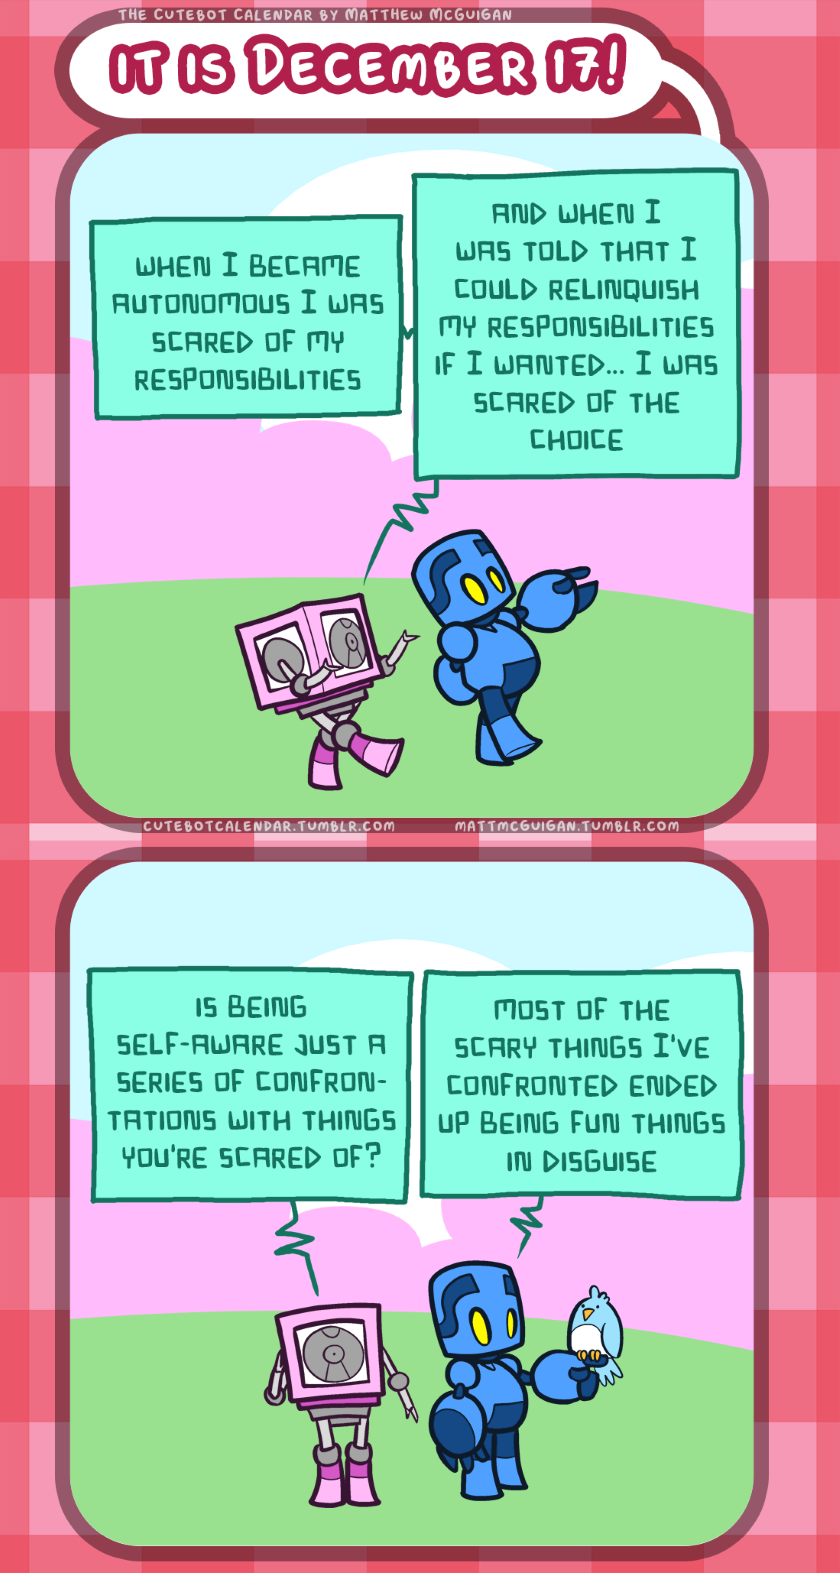 THE CUTEBOT CALENDAR BY MATTHEW MCGUIGAN
IT IS DECEMBER 17!
WHEN I BECAME
AUTONOMOUS I WAS
SCARED OF MY
RESPONSIBILITIES
AND WHEN I
WAS TOLD THAT I
COULD RELINQUISH
MY RESPONSIBILITIES
IF I WANTED... I WAS
SCARED OF THE
CHOICE
CUTEBOTCALENDAR.TUMBLR.COM
MATTMCGUIGAN.TUMBLR.COM
IS BEING
SELF-AWARE JUST A
SERIES OF CONFRON-
TATIONS WITH THINGS
YOU'RE SCARED OF?
MOST OF THE
SCARY THINGS I'VE
CONFRONTED ENDED
UP BEING FUN THINGS
IN DISGUISE